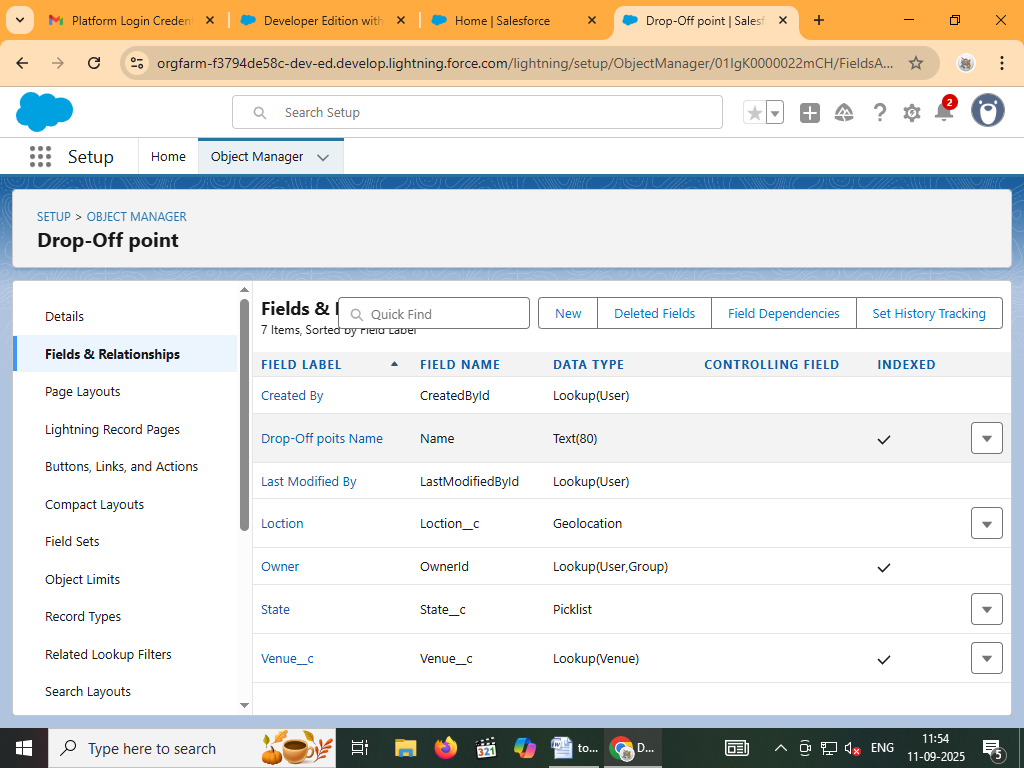 Platform Login Creden
Developer Edition with
Home | Salesforce
Drop-Off point | Salesf
orgfarm-f3794de58c-dev-ed.develop.lightning.force.com/lightning/setup/ObjectManager/01IgK0000022mCH/FieldsA...
Search Setup
2
Setup
Home
Object Manager
SETUP > OBJECT MANAGER
Drop-Off point
Details
Fields & Relationships
Page Layouts
Lightning Record Pages
Buttons, Links, and Actions
Compact Layouts
Field Sets
Object Limits
Record Types
Related Lookup Filters
Search Layouts
Fields &
Quick Find
New
Deleted Fields
Field Dependencies
Set History Tracking
7 Items, Sorted by Field Label
FIELD LABEL FIELD NAME DATA TYPE CONTROLLING FIELD INDEXED
Created By CreatedById Lookup(User)
Drop-Off poits Name Name Text(80)
Last Modified By LastModifiedById Lookup(User)
Loction Loction__c Geolocation
Owner OwnerId Lookup(User,Group)
State State__c Picklist
Venue__c Venue__c Lookup(Venue)
Type here to search
321
to...
D...
ENG
11:54
11-09-2025
5